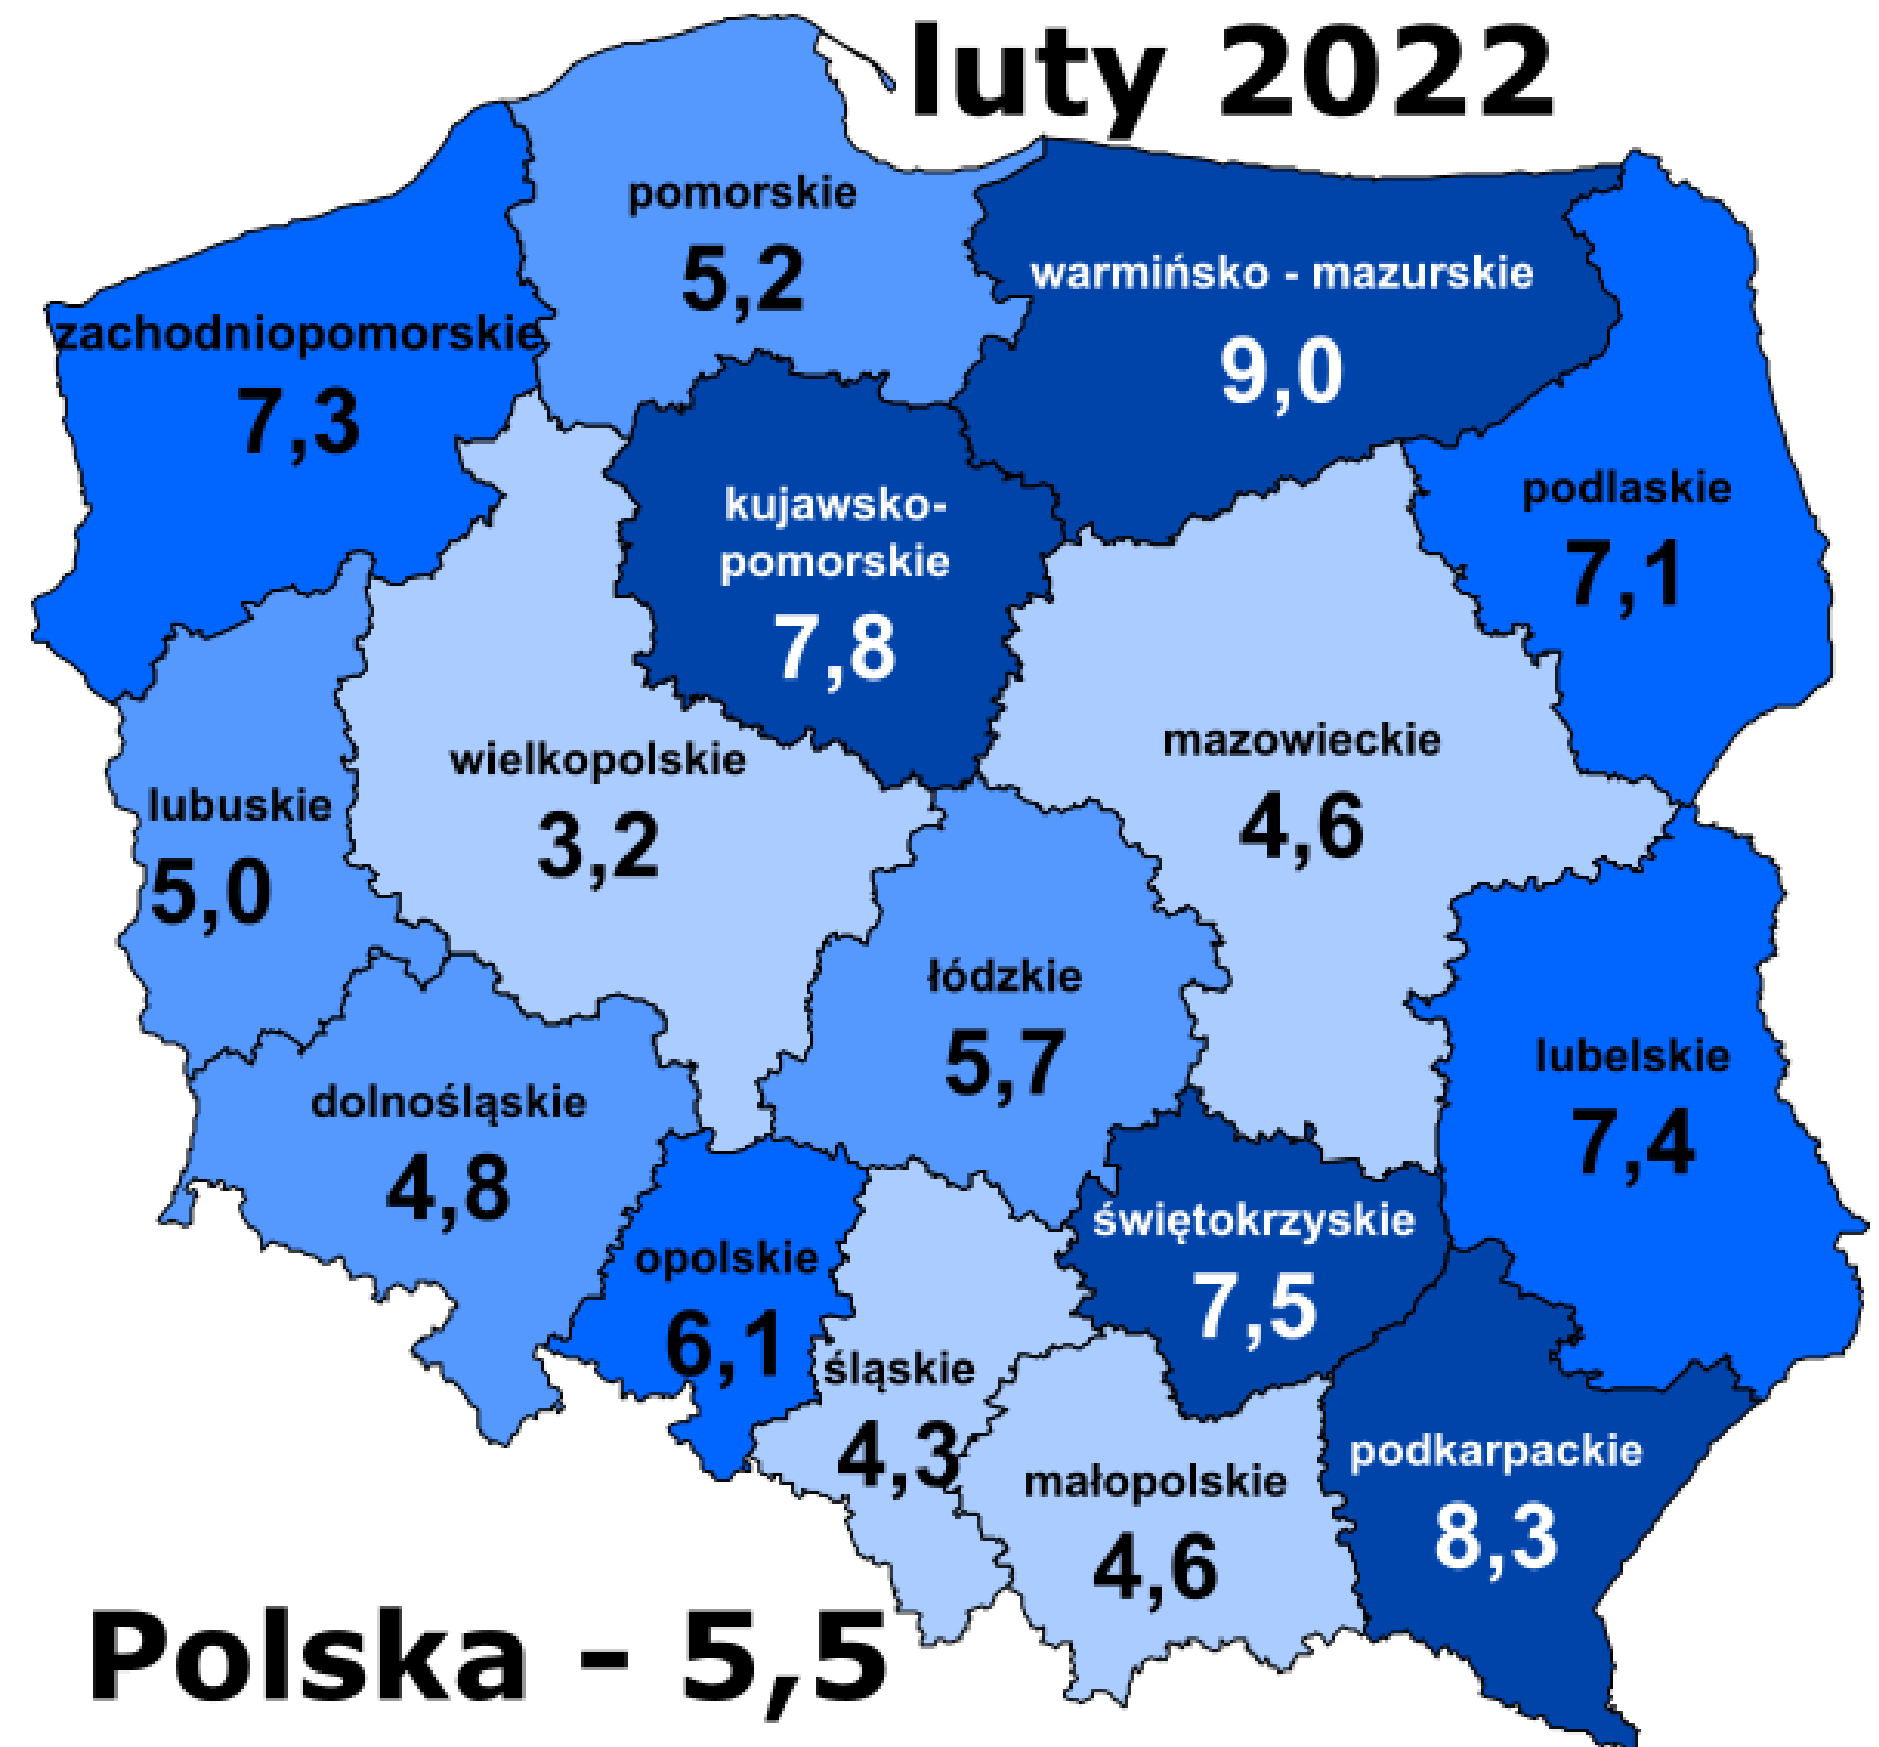 luty 2022
pomorskie
5,2
warmińsko - mazurskie
9,0
zachodniopomorskie
7,3
podlaskie
7,1
kujawsko-
pomorskie
7,8
mazowieckie
4,6
wielkopolskie
3,2
lubuskie
5,0
łódzkie
5,7
lubelskie
7,4
dolnośląskie
4,8
świętokrzyskie
7,5
opolskie
6,1
śląskie
4,3
małopolskie
4,6
podkarpackie
8,3
Polska - 5,5